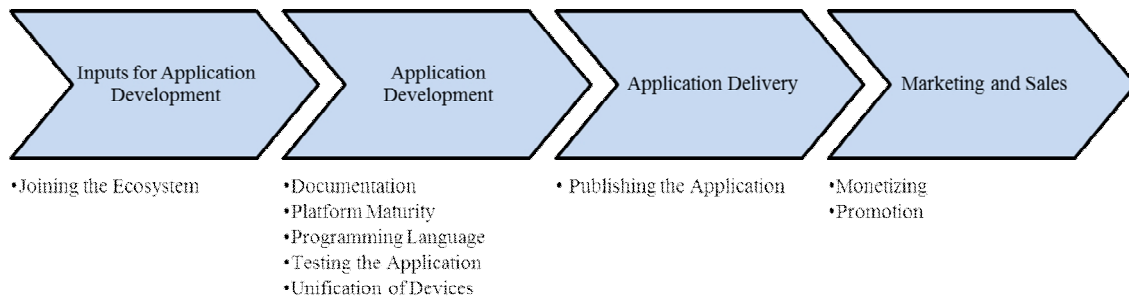 Inputs for Application
Development
Application
Development
Application Delivery
Marketing and Sales
•Joining the Ecosystem
•Documentation
•Platform Maturity
•Programming Language
•Testing the Application
•Unification of Devices
• Publishing the Application
•Monetizing
•Promotion